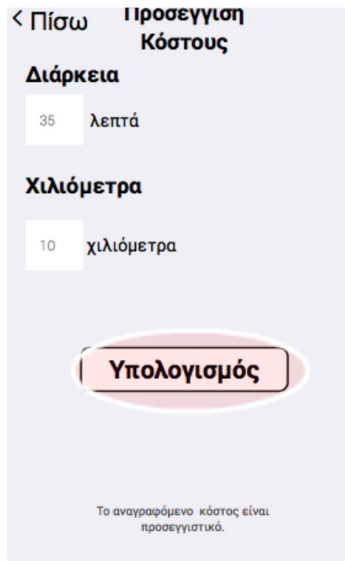 < Πίσω
Προσέγγιση
Κόστους
Διάρκεια
35 λεπτά
Χιλιόμετρα
10 χιλιόμετρα
Υπολογισμός
Το αναγραφόμενο κόστος είναι
προσεγγιστικό.